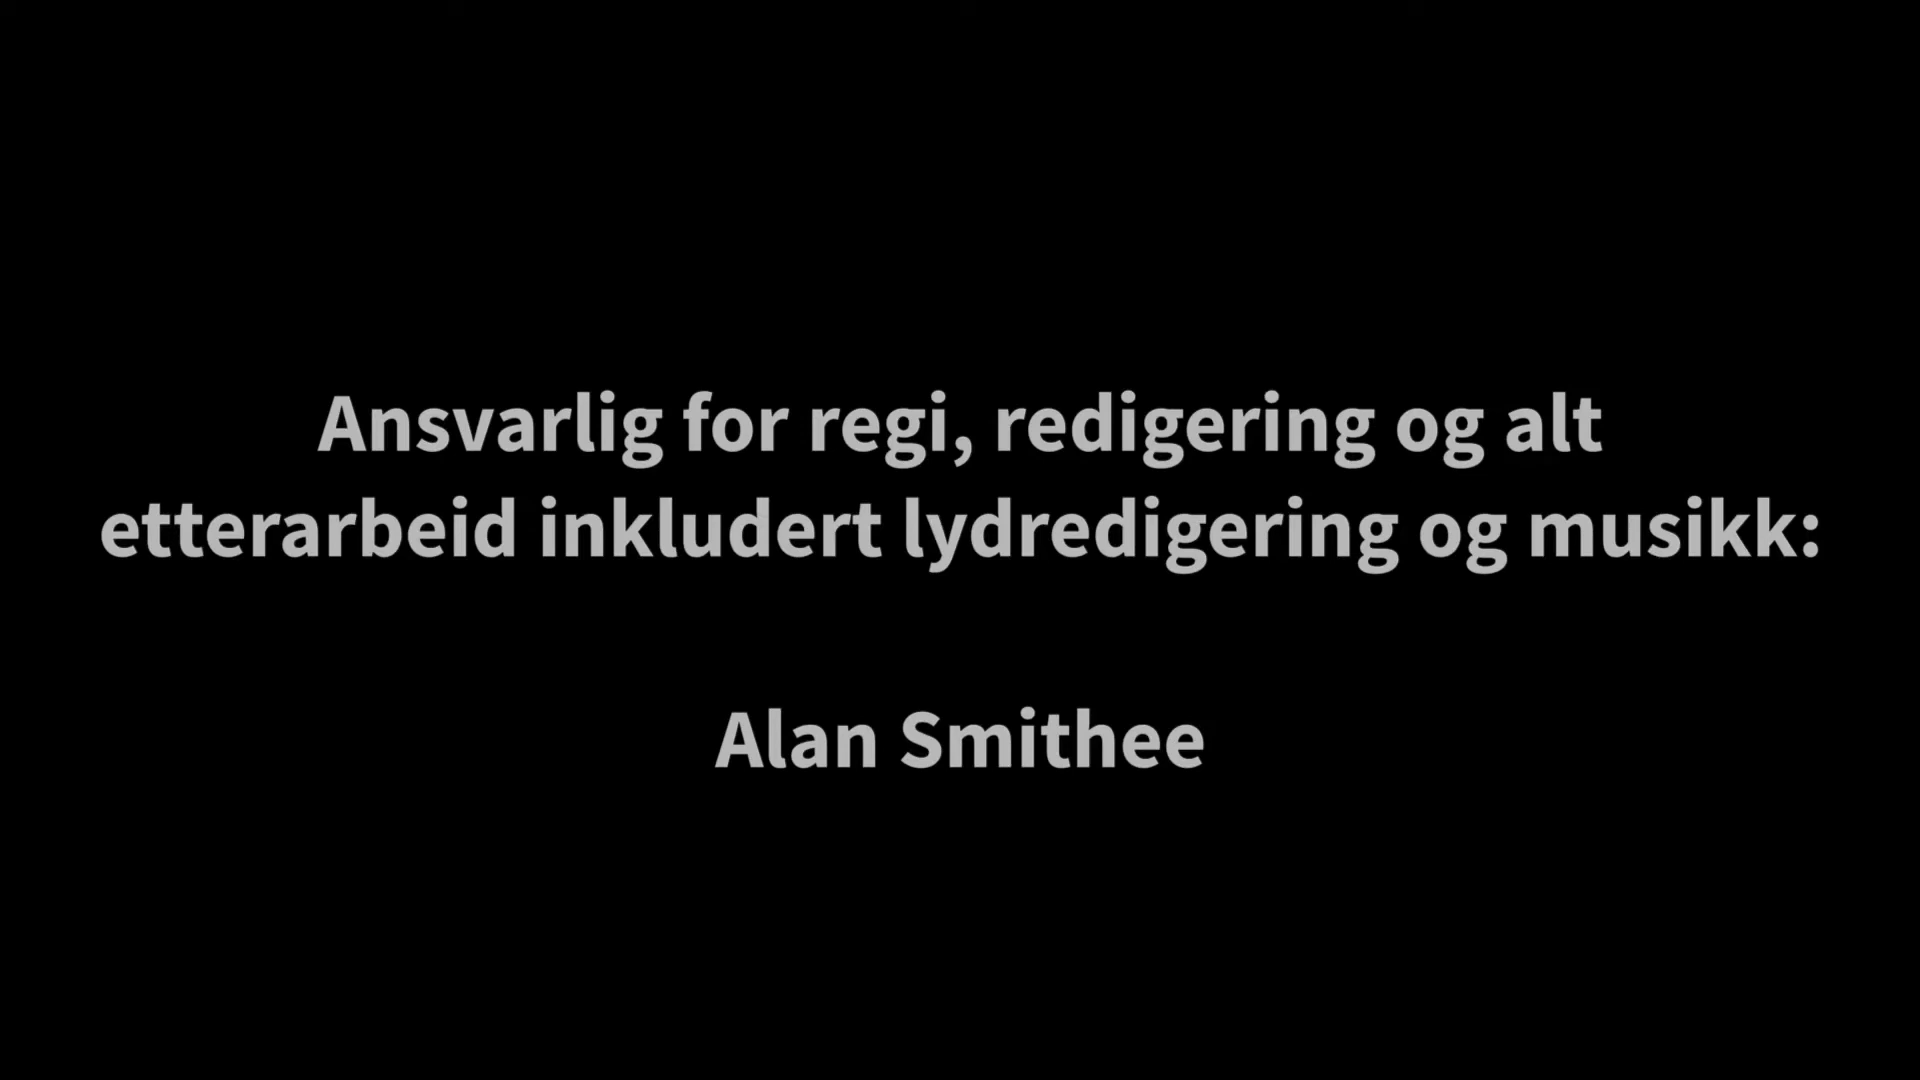 Ansvarlig for regi, redigering og alt
etterarbeid inkludert lydredigering og musikk:
Alan Smithee